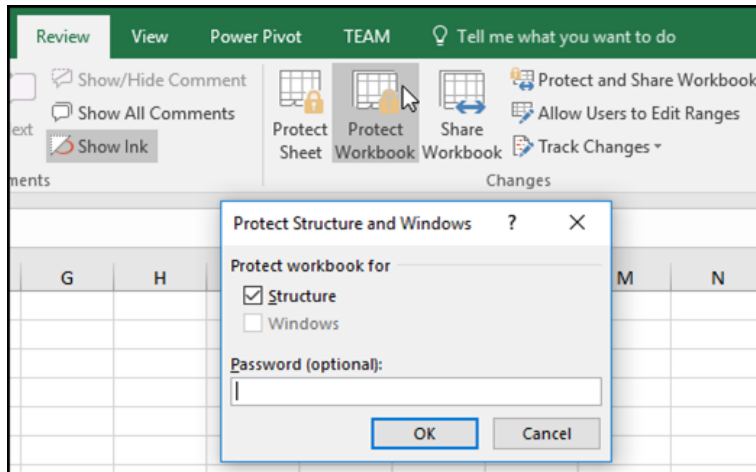 Review View Power Pivot TEAM Tell me what you want to do
Show/Hide Comment
Show All Comments
ext
Show Ink
Protect Sheet
Protect Workbook
Share Workbook
Protect and Share Workbook
Allow Users to Edit Ranges
Track Changes
ments
Changes
Protect Structure and Windows ?
Protect workbook for
Structure
Windows
Password (optional):
OK Cancel
G H M N